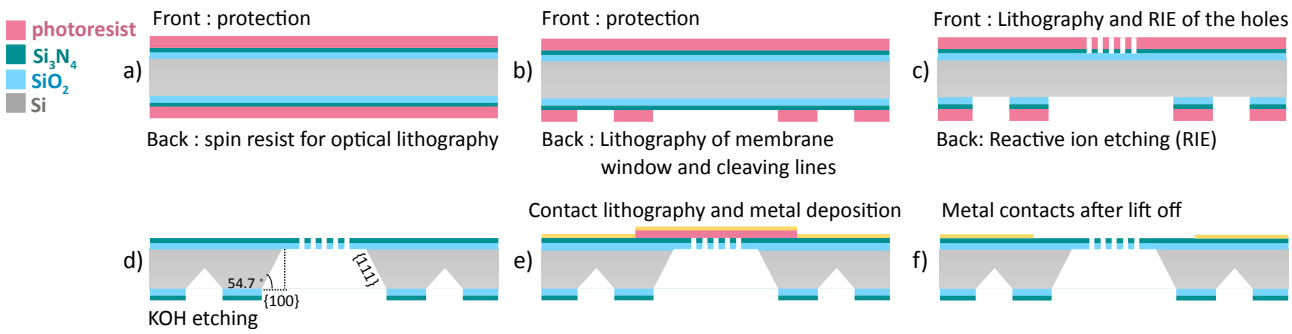 photoresist
Si₃N₄
SiO₂
Si
Front : protection
a)
Back : spin resist for optical lithography
Front : protection
b)
Back : Lithography of membrane
window and cleaving lines
Front : Lithography and RIE of the holes
c)
Back: Reactive ion etching (RIE)
d)
54.7 °
{100}
{111}
KOH etching
Contact lithography and metal deposition
e)
Metal contacts after lift off
f)